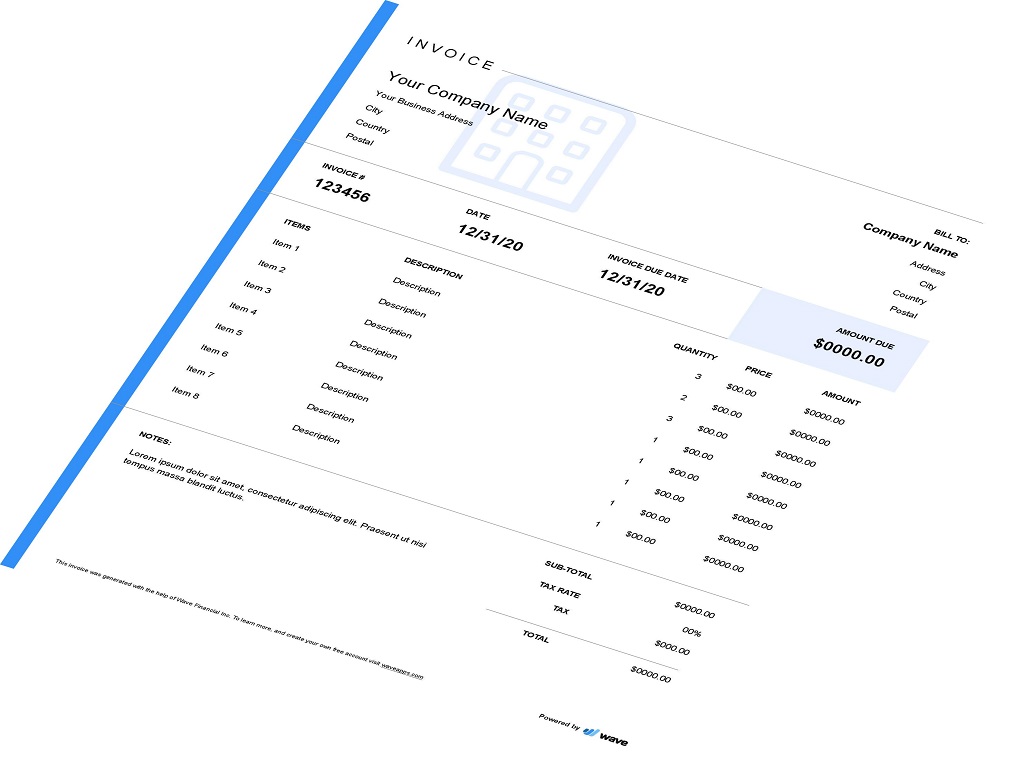 INVOICE
Your Company Name
Your Business Address
City
Country
Postal
BILL TO:
Company Name
Address
City
Country
Postal
INVOICE #
123456
DATE
12/31/20
INVOICE DUE DATE
12/31/20
AMOUNT DUE
$0000.00
ITEMS DESCRIPTION QUANTITY PRICE AMOUNT
Item 1 Description 3 $00.00 $0000.00
Item 2 Description 2 $00.00 $0000.00
Item 3 Description 3 $00.00 $0000.00
Item 4 Description 1 $00.00 $0000.00
Item 5 Description 1 $00.00 $0000.00
Item 6 Description 1 $00.00 $0000.00
Item 7 Description 1 $00.00 $0000.00
Item 8 Description 1 $00.00 $0000.00
NOTES:
Lorem ipsum dolor sit amet, consectetur adipiscing elit. Praesent ut nisi
tempus massa blandit luctus.
SUB-TOTAL $0000.00
TAX RATE 00%
TAX $000.00
TOTAL $0000.00
This invoice was generated with the help of Wave Financial Inc. To learn more, and create your own free account visit waveapps.com
Powered by wave